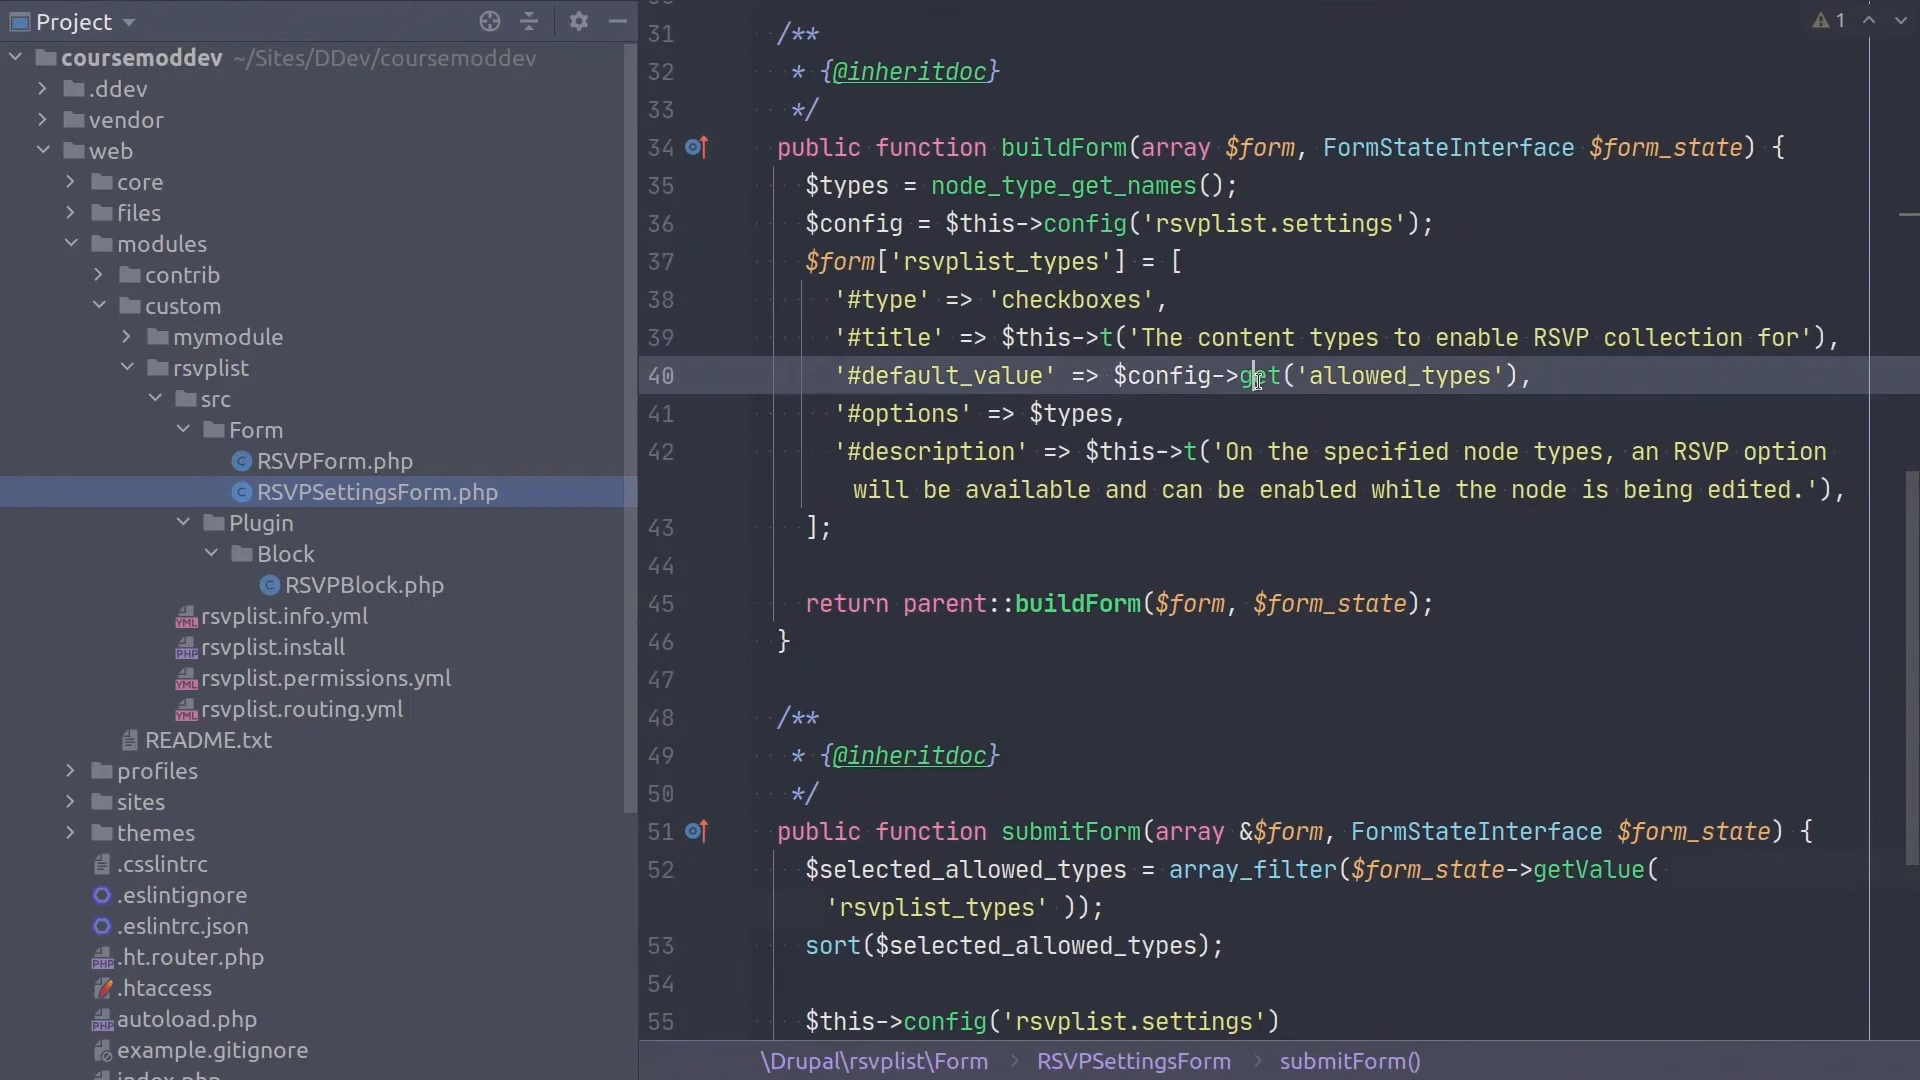 Project
coursemoddev ~/Sites/DDev/coursemoddev
.ddev
vendor
web
core
files
modules
contrib
custom
mymodule
rsvplist
src
Form
RSVPForm.php
RSVPSettingsForm.php
Plugin
Block
RSVPBlock.php
rsvplist.info.yml
rsvplist.install
rsvplist.permissions.yml
rsvplist.routing.yml
README.txt
profiles
sites
themes
.csslintrc
.eslintignore
.eslintrc.json
.ht.router.php
.htaccess
autoload.php
example.gitignore
index.php
1
31 /**
32 * {@inheritdoc}
33 */
34 public function buildForm(array $form, FormStateInterface $form_state) {
35 $types = node_type_get_names();
36 $config = $this->config('rsvplist.settings');
37 $form['rsvplist_types'] = [
38 '#type' => 'checkboxes',
39 '#title' => $this->t('The content types to enable RSVP collection for'),
40 '#default_value' => $config->get('allowed_types'),
41 '#options' => $types,
42 '#description' => $this->t('On the specified node types, an RSVP option
will be available and can be enabled while the node is being edited.'),
43 ];
44
45 return parent::buildForm($form, $form_state);
46 }
47
48 /**
49 * {@inheritdoc}
50 */
51 public function submitForm(array &$form, FormStateInterface $form_state) {
52 $selected_allowed_types = array_filter($form_state->getValue(
'rsvplist_types' ));
53 sort($selected_allowed_types);
54
55 $this->config('rsvplist.settings')
\Drupal\rsvplist\Form > RSVPSettingsForm > submitForm()